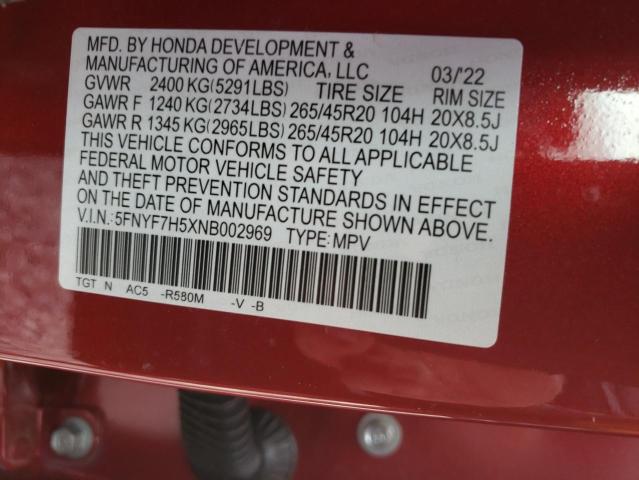 MFD. BY HONDA DEVELOPMENT &
MANUFACTURING OF AMERICA, LLC 03/'22
GVWR 2400 KG(5291LBS) TIRE SIZE RIM SIZE
GAWR F 1240 KG(2734LBS) 265/45R20 104H 20X8.5J
GAWR R 1345 KG(2965LBS) 265/45R20 104H 20X8.5J
THIS VEHICLE CONFORMS TO ALL APPLICABLE
FEDERAL MOTOR VEHICLE SAFETY
AND THEFT PREVENTION STANDARDS IN EFFECT
ON THE DATE OF MANUFACTURE SHOWN ABOVE.
V.I.N.:5FNYF7H5XNB002969 TYPE:MPV
TGT N AC5 -R580M -V -B